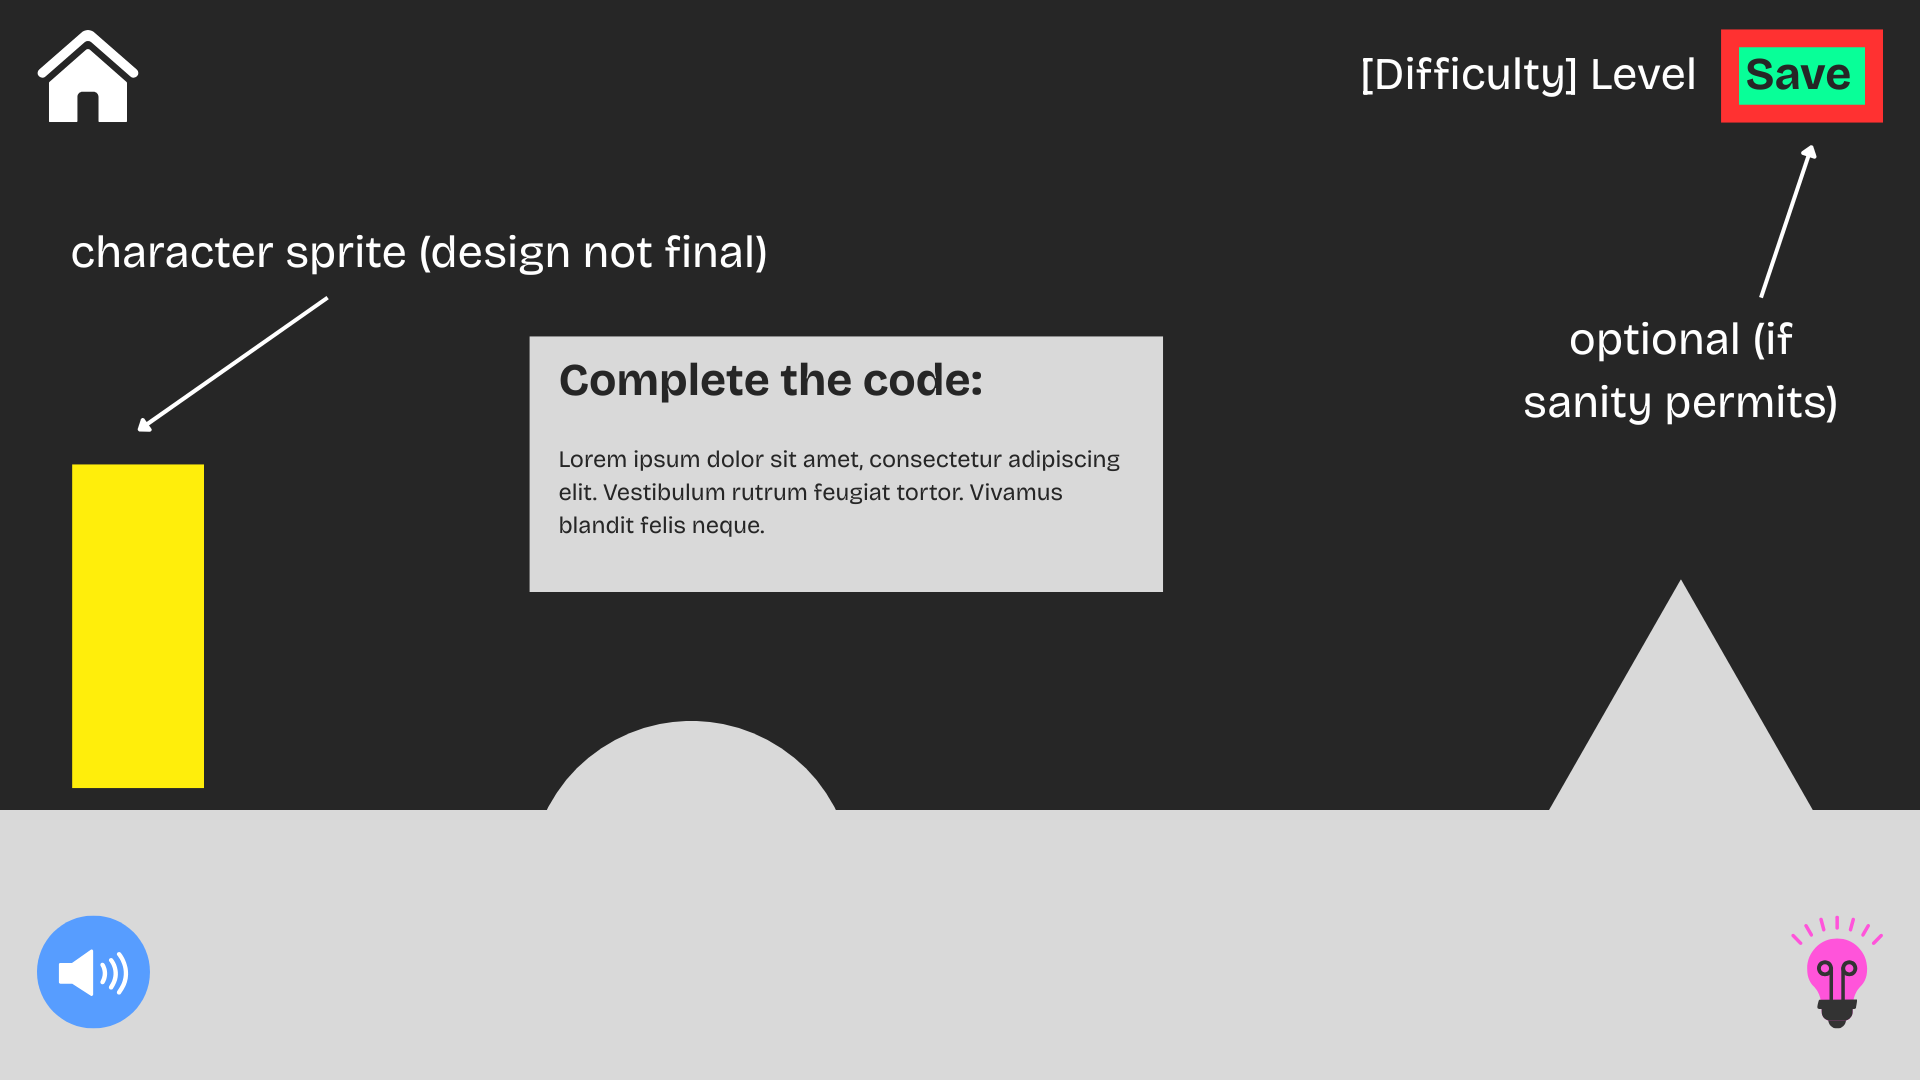 [Difficulty] Level
Save
character sprite (design not final)
optional (if
sanity permits)
Complete the code:
Lorem ipsum dolor sit amet, consectetur adipiscing
elit. Vestibulum rutrum feugiat tortor. Vivamus
blandit felis neque.